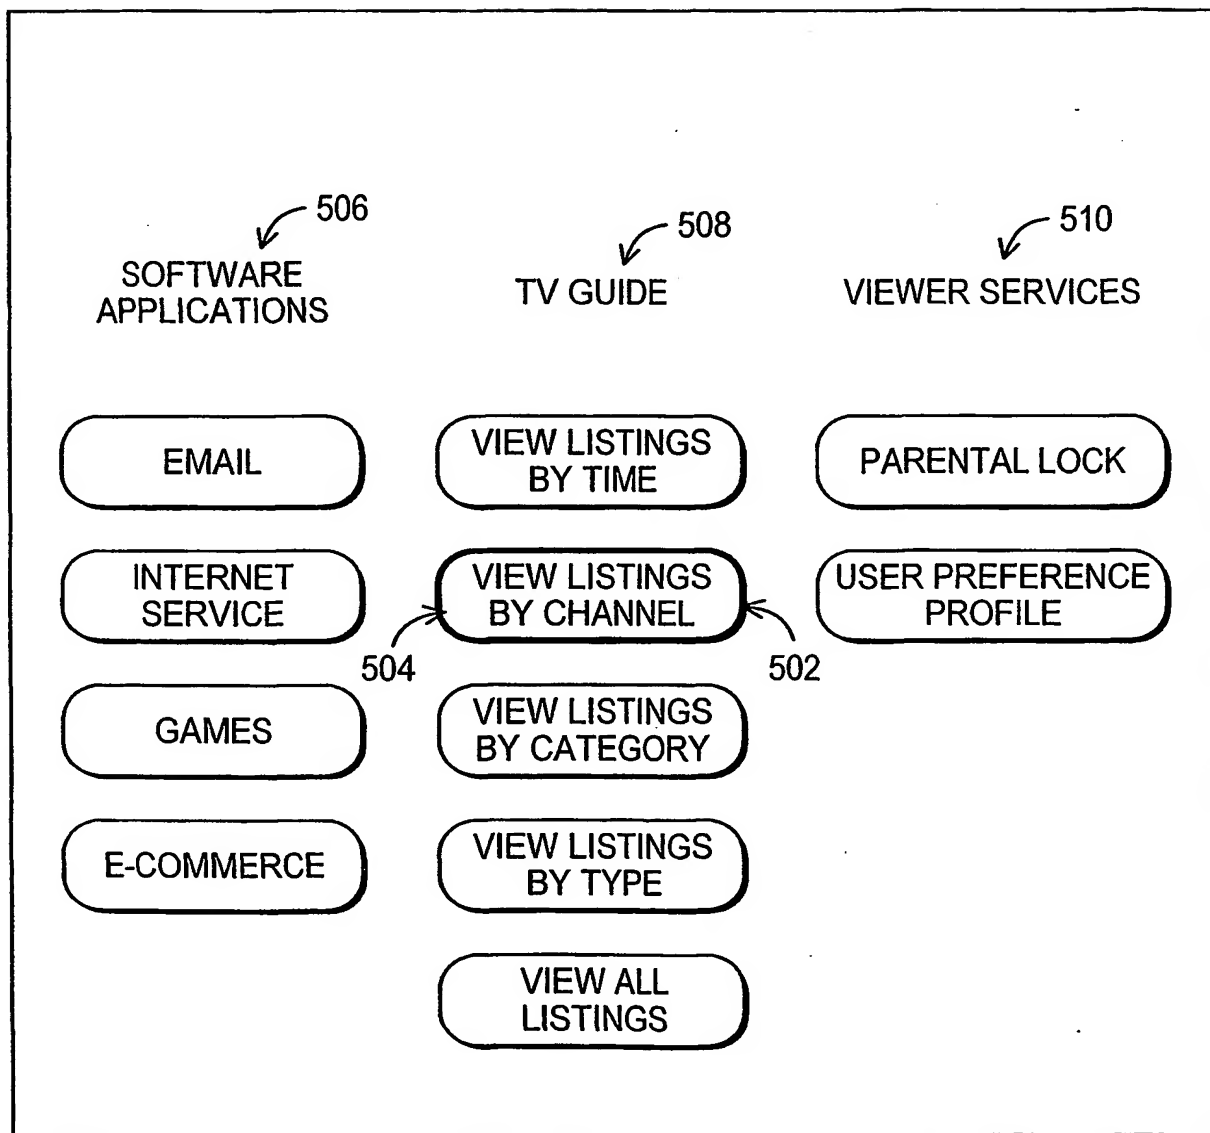 506
SOFTWARE
APPLICATIONS
508
TV GUIDE
510
VIEWER SERVICES
EMAIL
VIEW LISTINGS
BY TIME
PARENTAL LOCK
INTERNET
SERVICE
VIEW LISTINGS
BY CHANNEL
USER PREFERENCE
PROFILE
504
502
GAMES
VIEW LISTINGS
BY CATEGORY
E-COMMERCE
VIEW LISTINGS
BY TYPE
VIEW ALL
LISTINGS